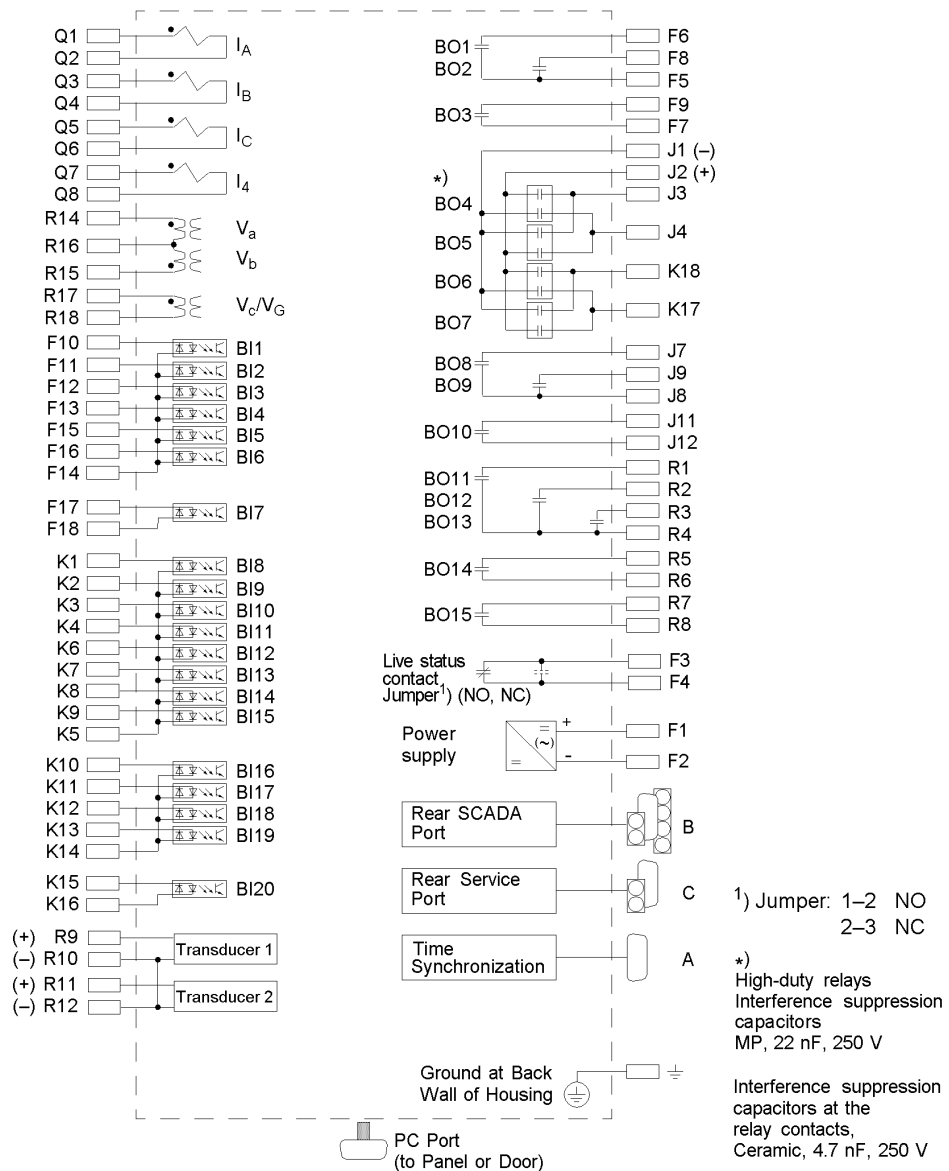 Q1
Q2
I_A
Q3
Q4
I_B
Q5
Q6
I_C
Q7
Q8
I_4
R14
R16
R15
V_a
V_b
R17
R18
V_c/V_G
F10 BI1
F11 BI2
F12 BI3
F13 BI4
F15 BI5
F16 BI6
F14
F17 BI7
F18
K1 BI8
K2 BI9
K3 BI10
K4 BI11
K6 BI12
K7 BI13
K8 BI14
K9 BI15
K5
K10 BI16
K11 BI17
K12 BI18
K13 BI19
K14
K15 BI20
K16
(+) R9
(–) R10
Transducer 1
(+) R11
(–) R12
Transducer 2
BO1
BO2
F6
F8
F5
BO3
F9
F7
J1 (–)
J2 (+)
*)
BO4
BO5
BO6
BO7
J3
J4
K18
K17
BO8
BO9
J7
J9
J8
BO10
J11
J12
BO11
BO12
BO13
R1
R2
R3
R4
BO14
R5
R6
BO15
R7
R8
Live status
contact
Jumper1) (NO, NC)
F3
F4
Power
supply
=
(~)
=
+
-
F1
F2
Rear SCADA
Port
B
Rear Service
Port
C
Time
Synchronization
A
Ground at Back
Wall of Housing
PC Port
(to Panel or Door)
1) Jumper: 1–2 NO
2–3 NC
*)
High-duty relays
Interference suppression
capacitors
MP, 22 nF, 250 V
Interference suppression
capacitors at the
relay contacts,
Ceramic, 4.7 nF, 250 V